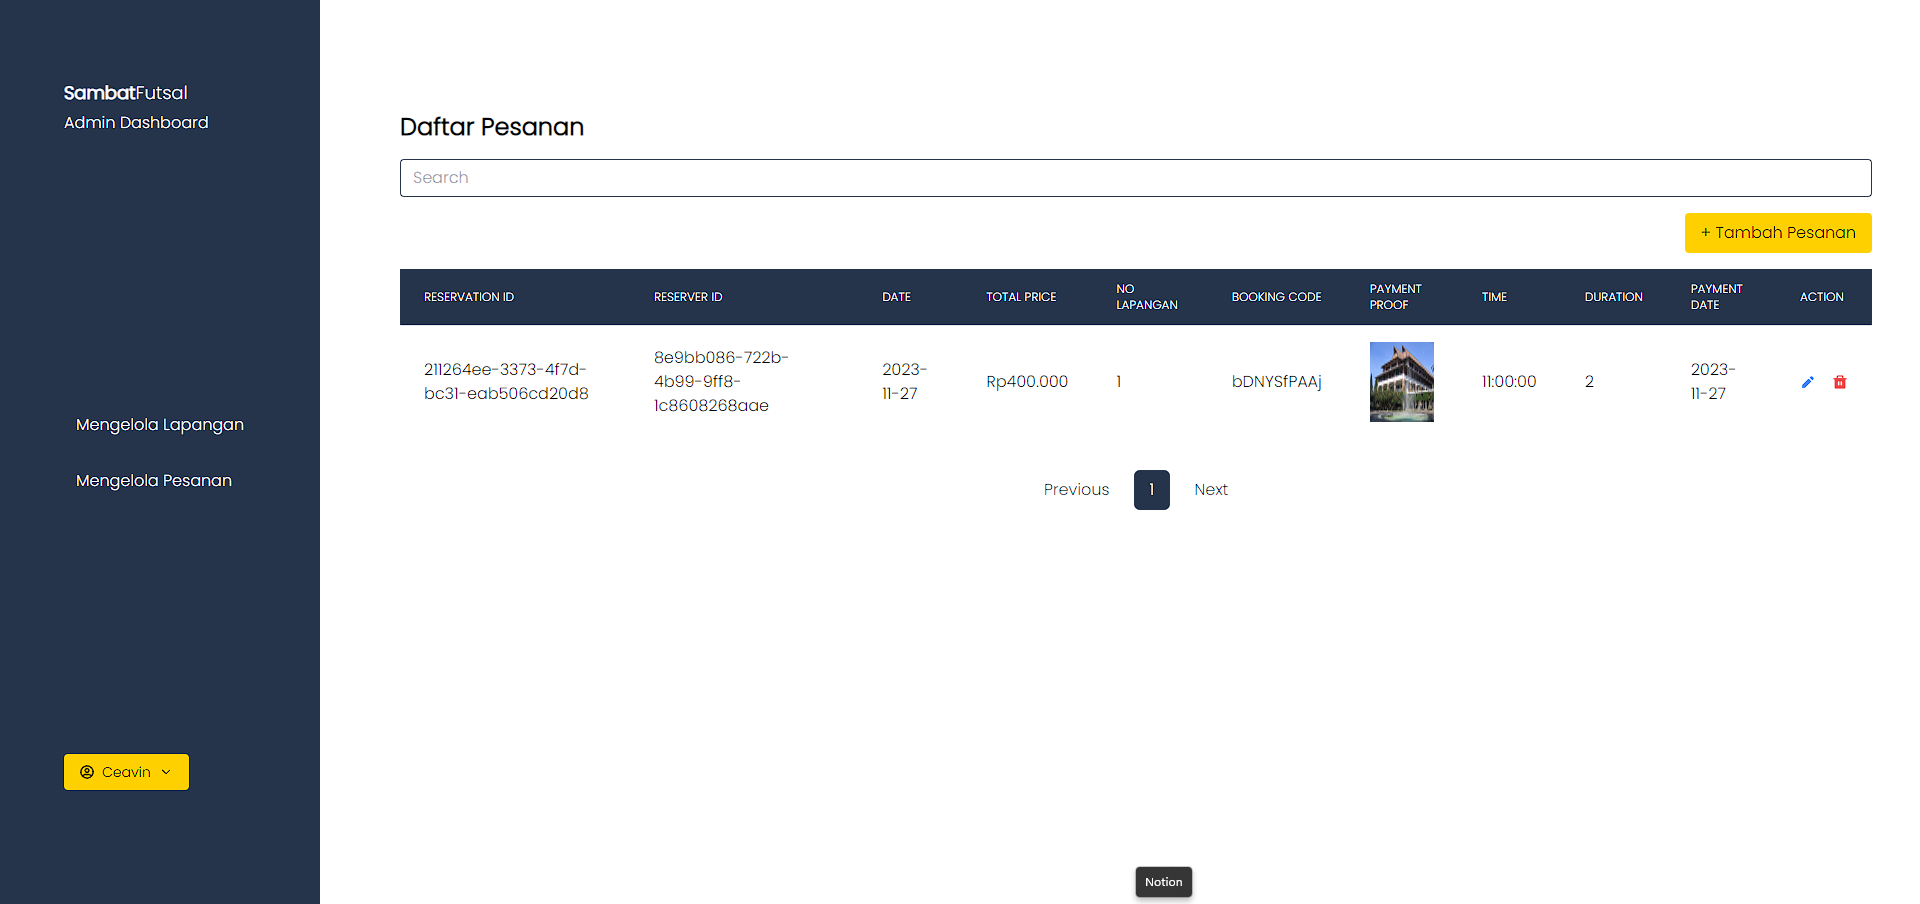 SambatFutsal
Admin Dashboard
Mengelola Lapangan
Mengelola Pesanan
Ceavin
Daftar Pesanan
Search
+ Tambah Pesanan
RESERVATION ID
RESERVER ID
DATE
TOTAL PRICE
NO
LAPANGAN
BOOKING CODE
PAYMENT
PROOF
TIME
DURATION
PAYMENT
DATE
ACTION
211264ee-3373-4f7d-
bc31-eab506cd20d8
8e9bb086-722b-
4b99-9ff8-
1c8608268aae
2023-
11-27
Rp400.000
1
bDNYSfPAAj
11:00:00
2
2023-
11-27
Previous
1
Next
Notion